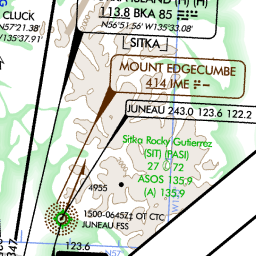 113.8 BKA 85
N56°51.56' W135°33.08'
CLUCK
N57°21.38'
W135°37.91'
SITKA
MOUNT EDGECUMBE
414 IME
JUNEAU 243.0 123.6 122.2
Sitka Rocky Gutierrez
(SIT) (PASI)
27 72
ASOS 135.9
(A) 135.9
4955
1500-0645Z‡ OT CTC
JUNEAU FSS
123.6
N57
347